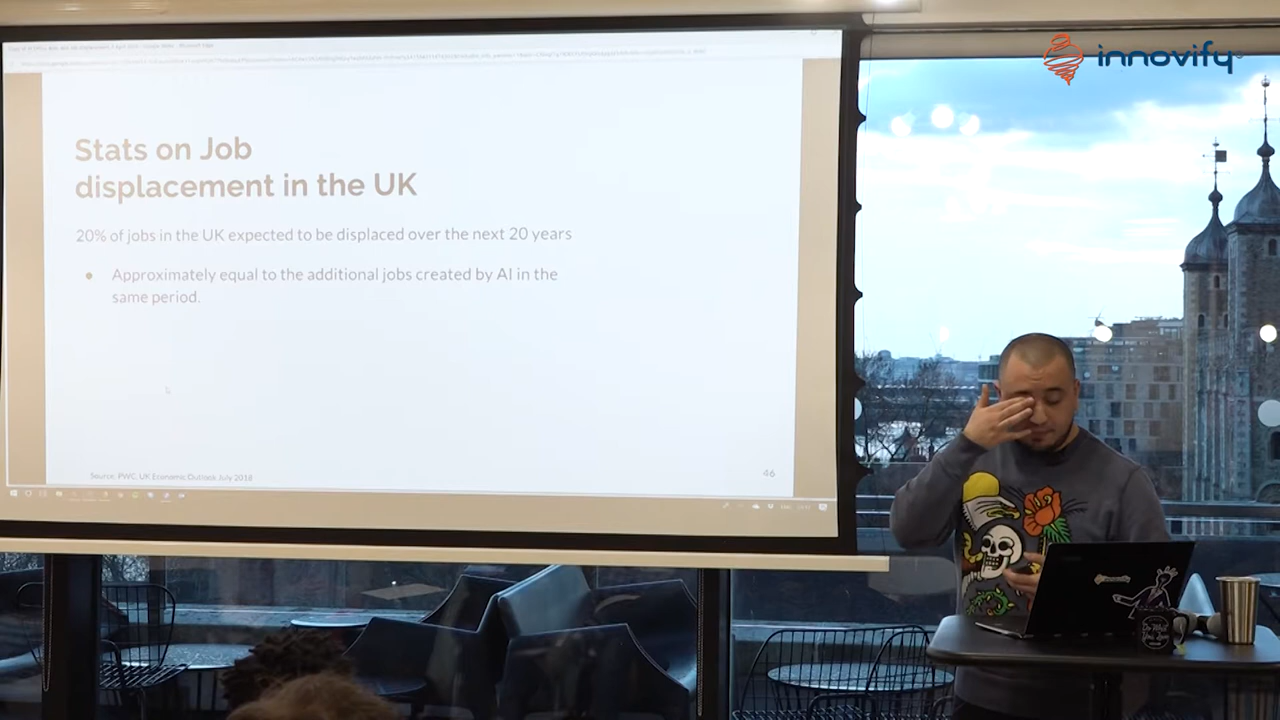 innovify
Stats on Job
displacement in the UK
20% of jobs in the UK expected to be displaced over the next 20 years
● Approximately equal to the additional jobs created by AI in the
same period.
Source: PWC, UK Economic Outlook July 2018
46
innovify